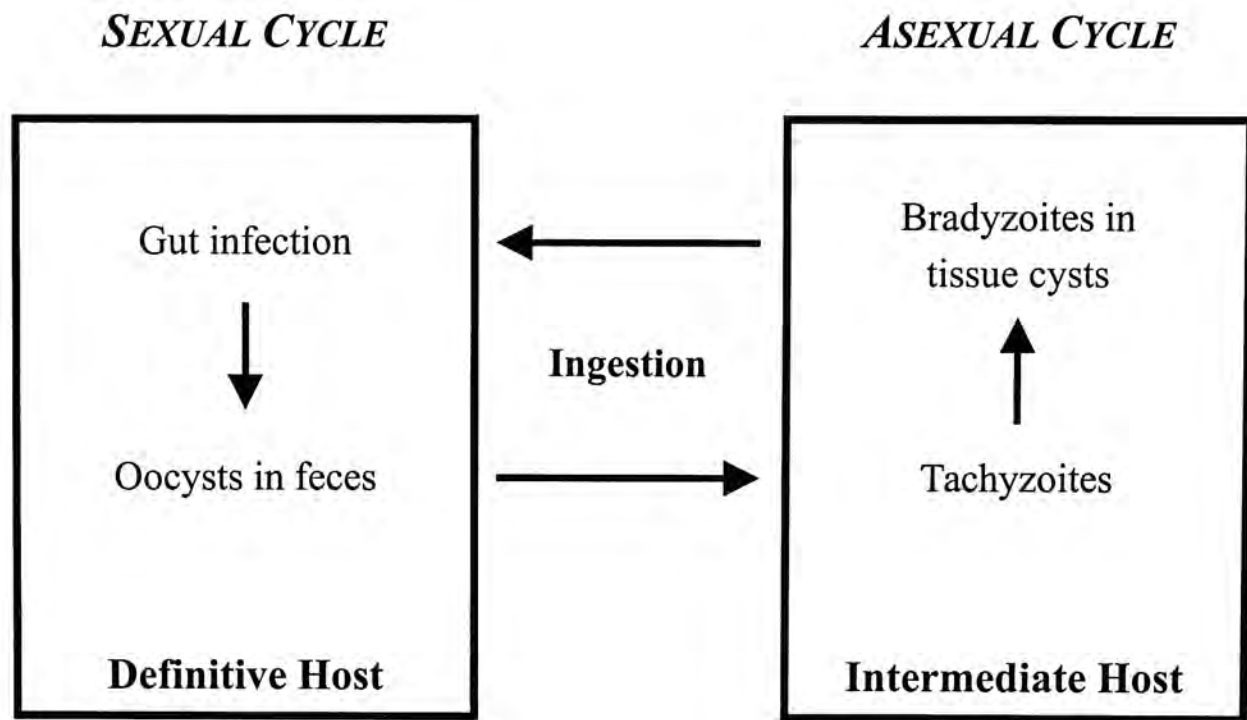 SEXUAL CYCLE
ASEXUAL CYCLE
Gut infection
Oocysts in feces
Definitive Host
Ingestion
Bradyzoites in
tissue cysts
Tachyzoites
Intermediate Host